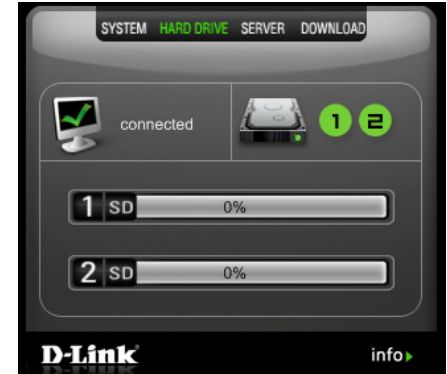 SYSTEM HARD DRIVE SERVER DOWNLOAD
connected 1 2
1 SD 0%
2 SD 0%
D-Link info